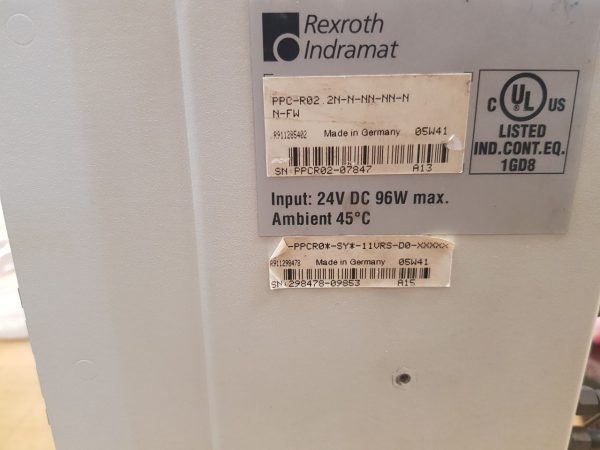 Rexroth
Indramat
PPC-R02.2N-N-NN-NN-N
N-FW
R911285402 Made in Germany 05W41
SN:PPCR02-07847 A13
C UL US
LISTED
IND.CONT.EQ.
1GD8
Input: 24V DC 96W max.
Ambient 45°C
-PPCR0*-SY*-11VRS-D0-XXXXX
R911298478 Made in Germany 05W41
SN:298478-09853 A15